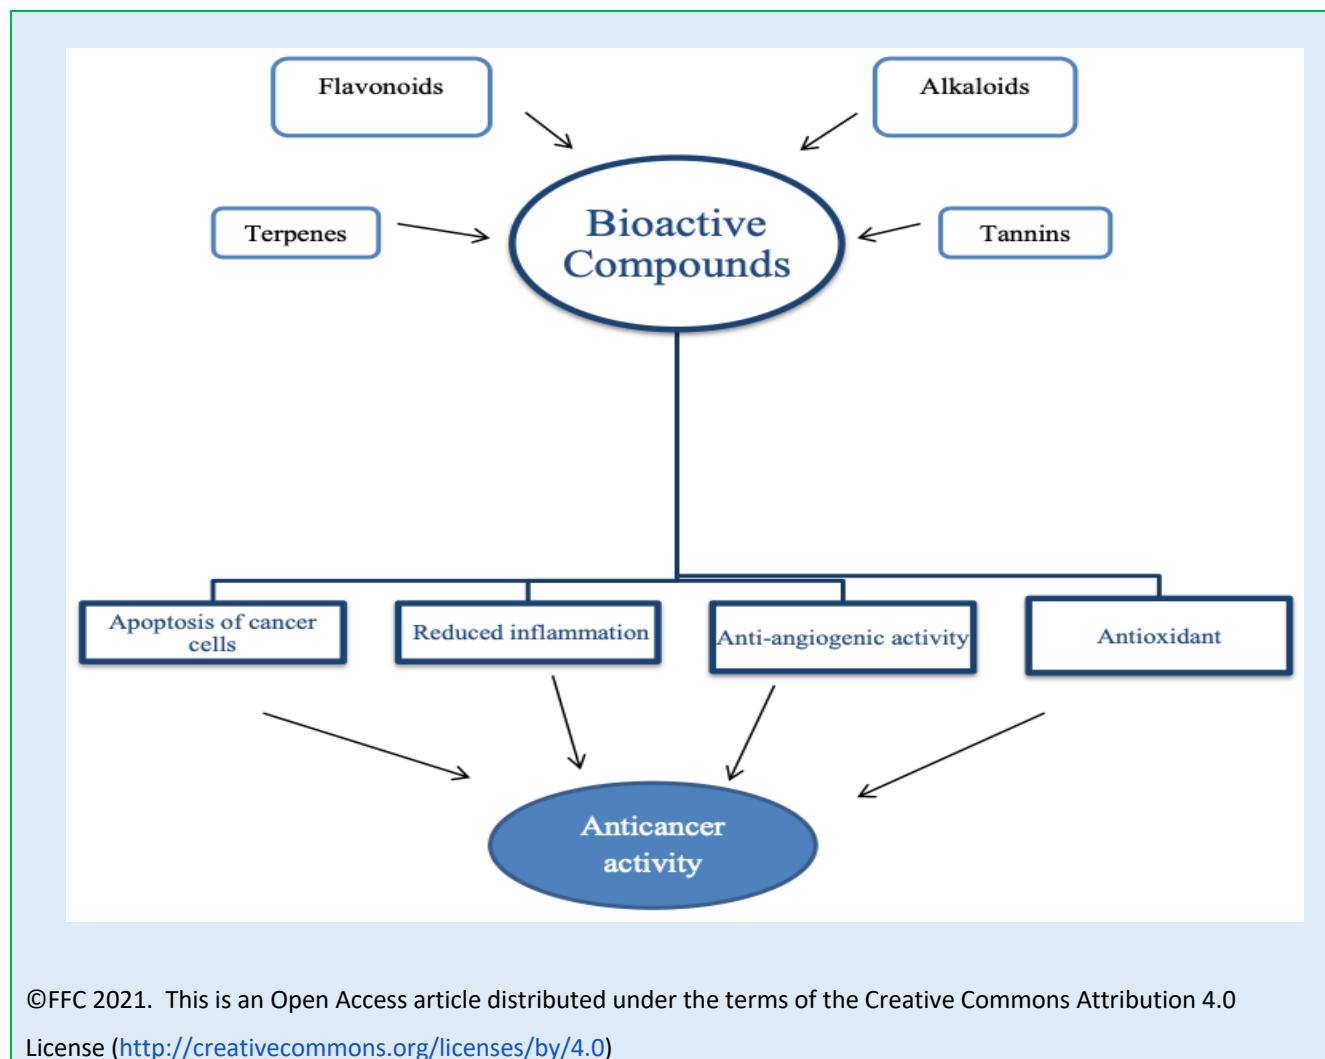 Flavonoids
Alkaloids
Terpenes
Bioactive
Compounds
Tannins
Apoptosis of cancer
cells
Reduced inflammation
Anti-angiogenic activity
Antioxidant
Anticancer
activity
©FFC 2021.  This is an Open Access article distributed under the terms of the Creative Commons Attribution 4.0
License (http://creativecommons.org/licenses/by/4.0)